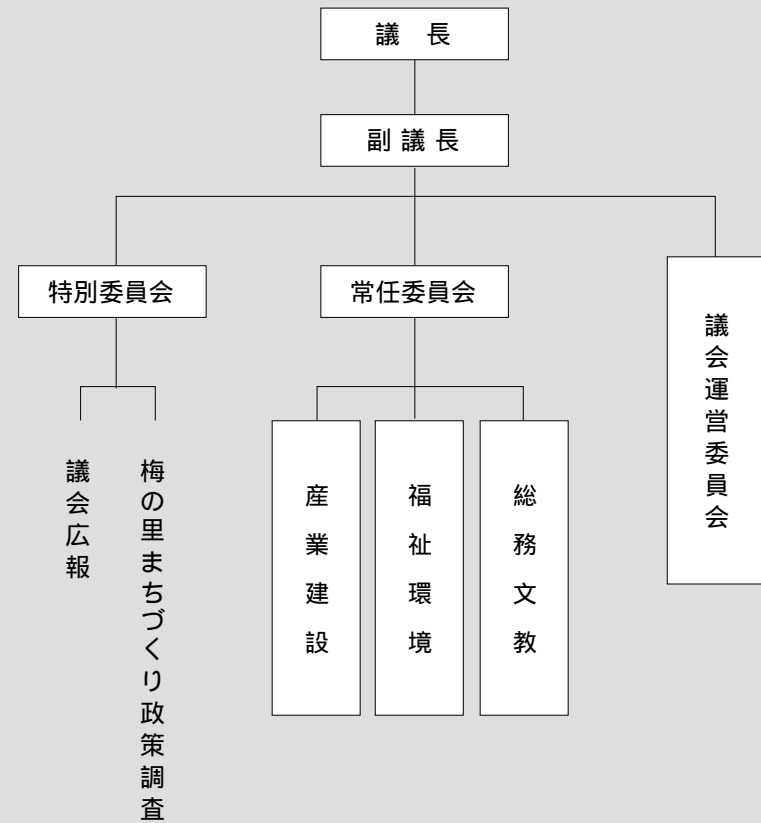 議長
副議長
特別委員会
常任委員会
議会運営委員会
議会広報
梅の里まちづくり政策調査
産業建設
福祉環境
総務文教